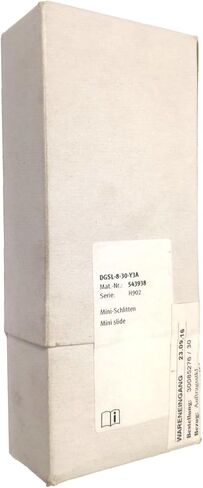 DGSL-8-30-Y3A
Mat.-Nr.: 543938
Serie: H902
Mini-Schlitten
Mini slide
WARENEINGANG 23.09.16
Bestellung: 30085276 / 30